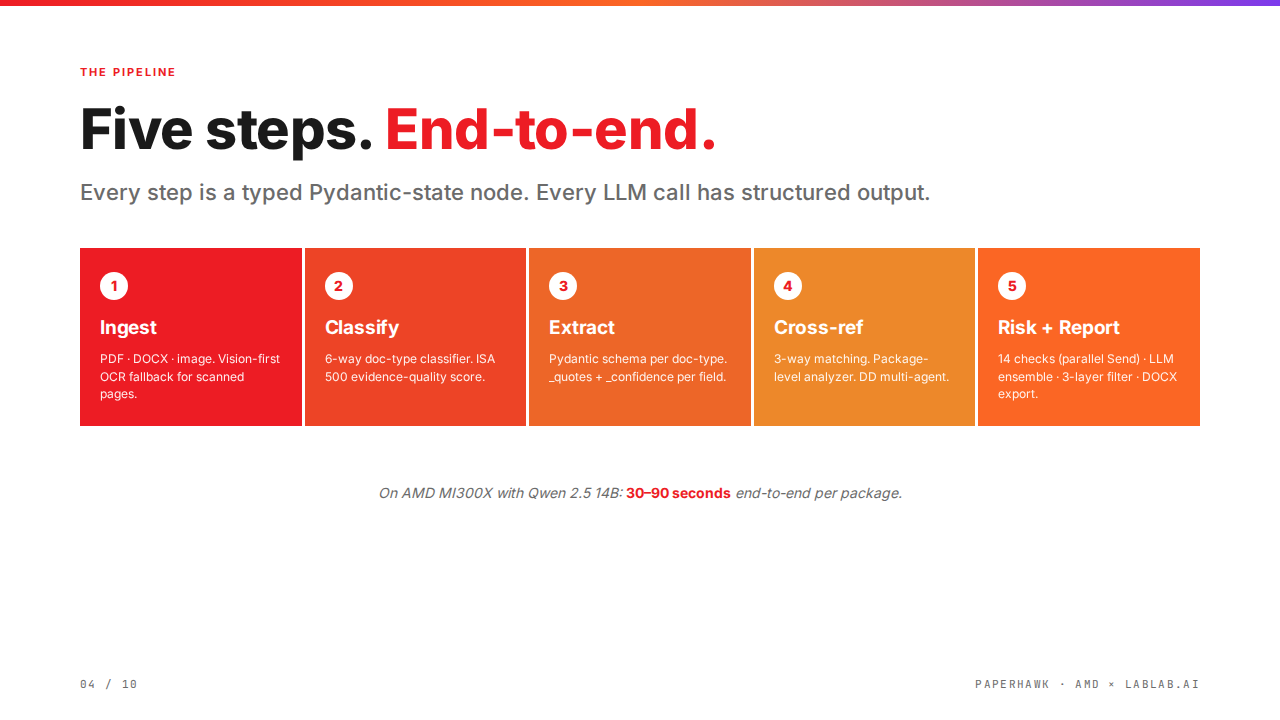 THE PIPELINE
Five steps. End-to-end.
Every step is a typed Pydantic-state node. Every LLM call has structured output.
1
Ingest
PDF · DOCX · image. Vision-first
OCR fallback for scanned
pages.
2
Classify
6-way doc-type classifier. ISA
500 evidence-quality score.
3
Extract
Pydantic schema per doc-type.
_quotes + _confidence per field.
4
Cross-ref
3-way matching. Package-
level analyzer. DD multi-agent.
5
Risk + Report
14 checks (parallel Send) · LLM
ensemble · 3-layer filter · DOCX
export.
On AMD MI300X with Qwen 2.5 14B: 30–90 seconds end-to-end per package.
04 / 10
PAPERHAWK · AMD × LABLAB.AI